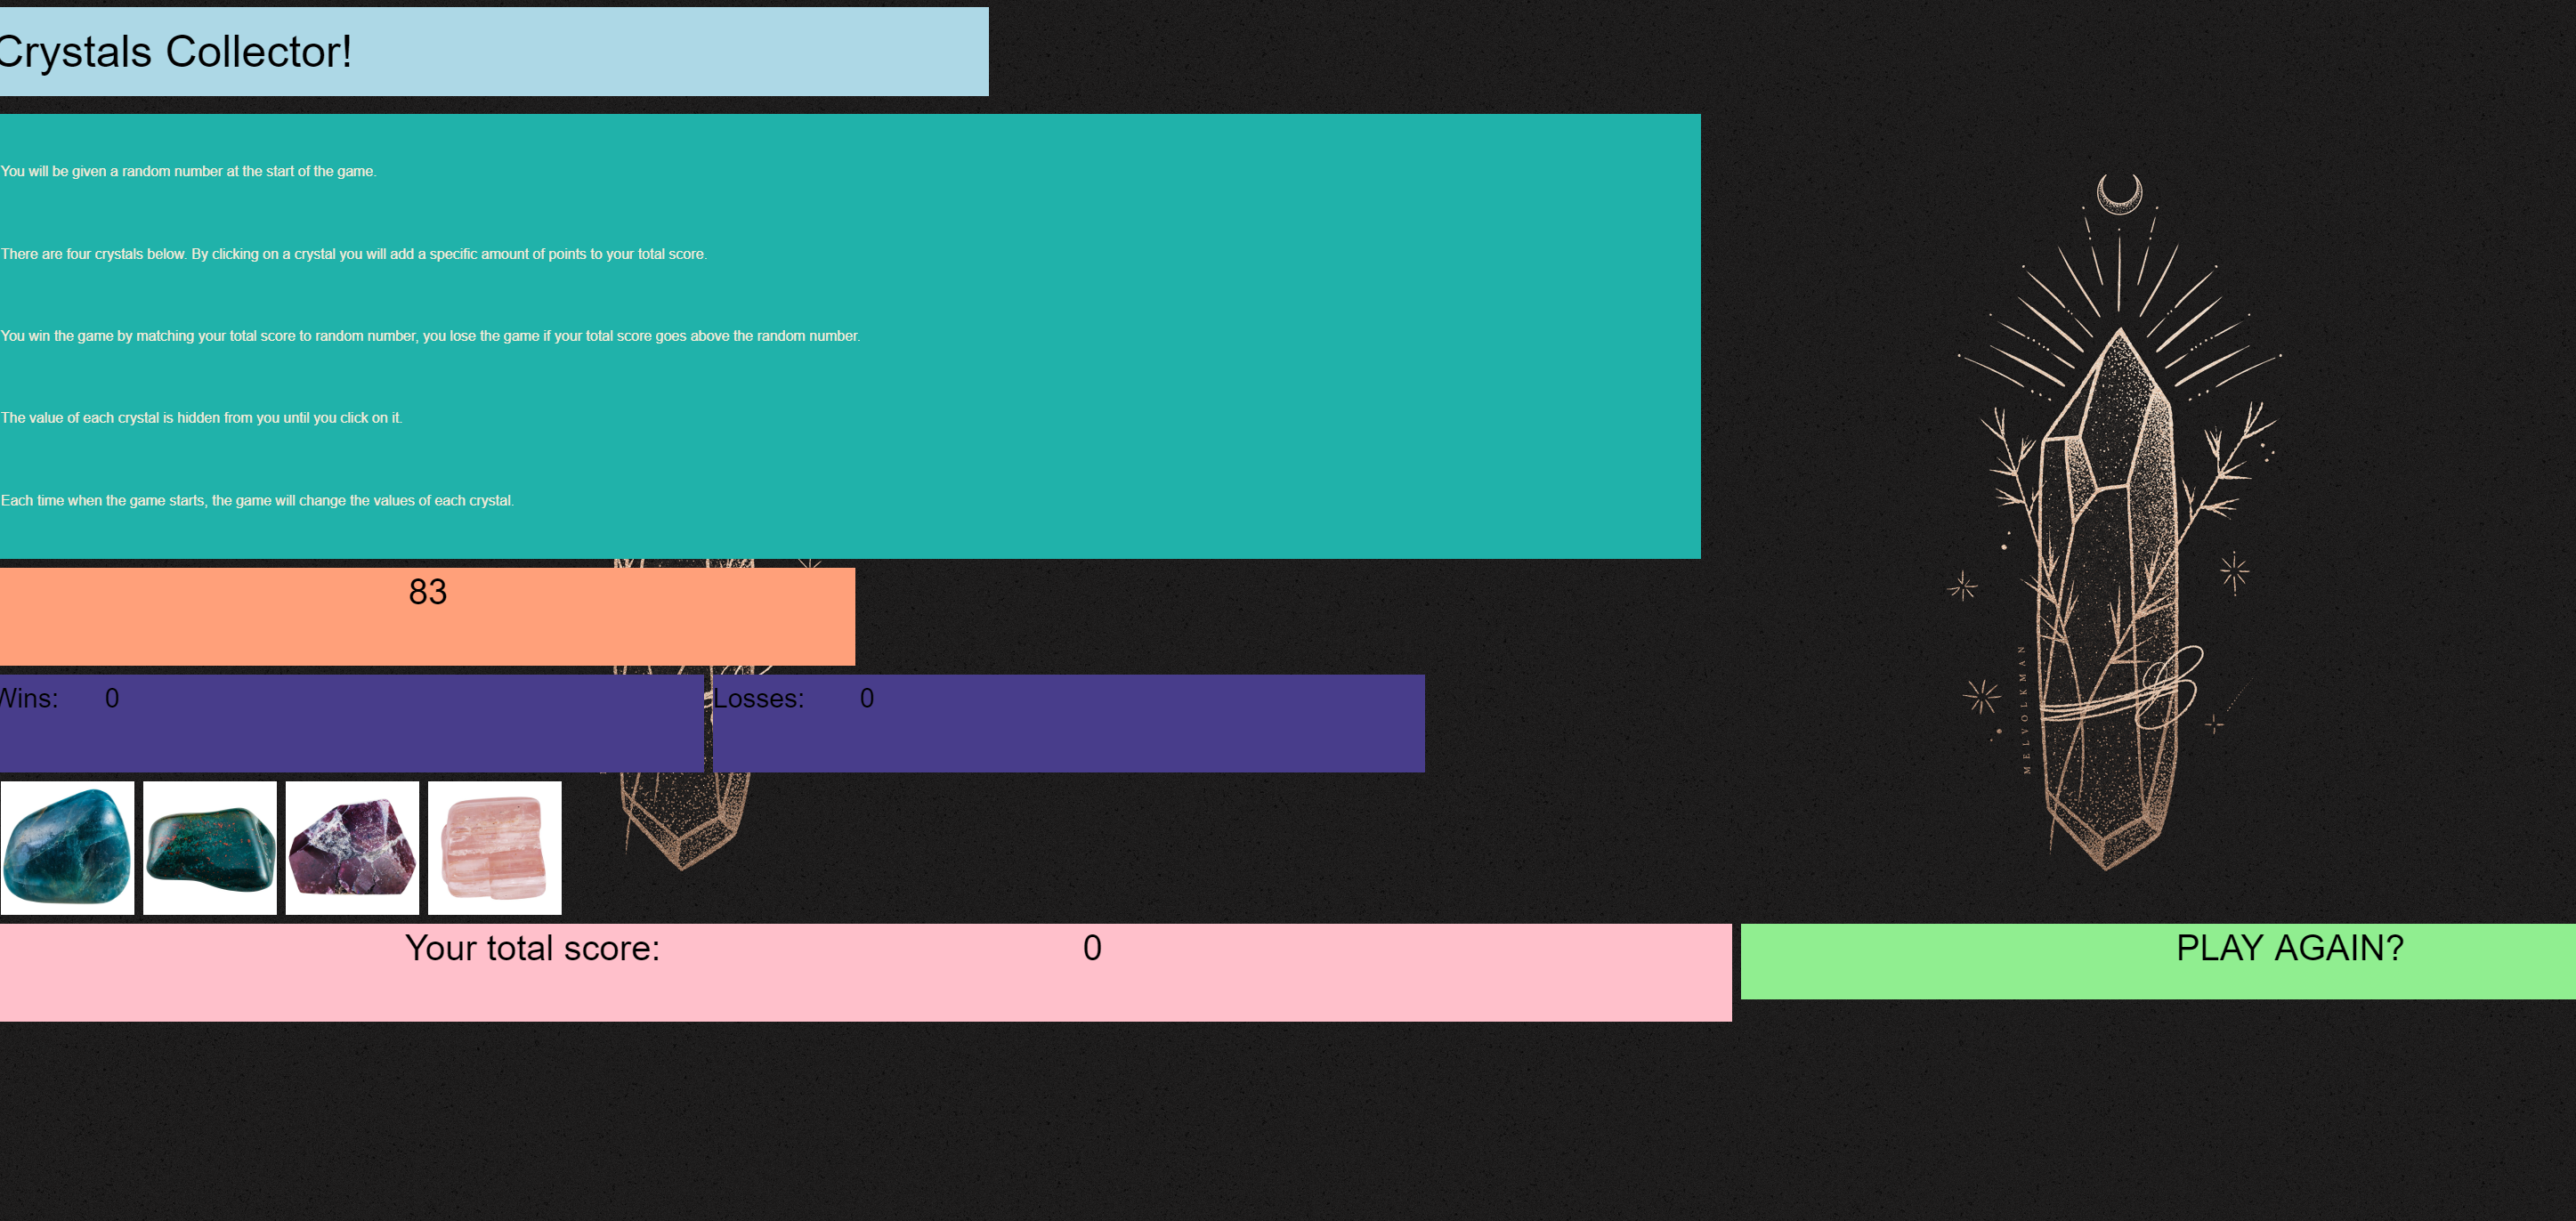 Crystals Collector!
You will be given a random number at the start of the game.
There are four crystals below. By clicking on a crystal you will add a specific amount of points to your total score.
You win the game by matching your total score to random number, you lose the game if your total score goes above the random number.
The value of each crystal is hidden from you until you click on it.
Each time when the game starts, the game will change the values of each crystal.
83
Wins: 0 Losses: 0
MELVOLKMAN
Your total score: 0 PLAY AGAIN?